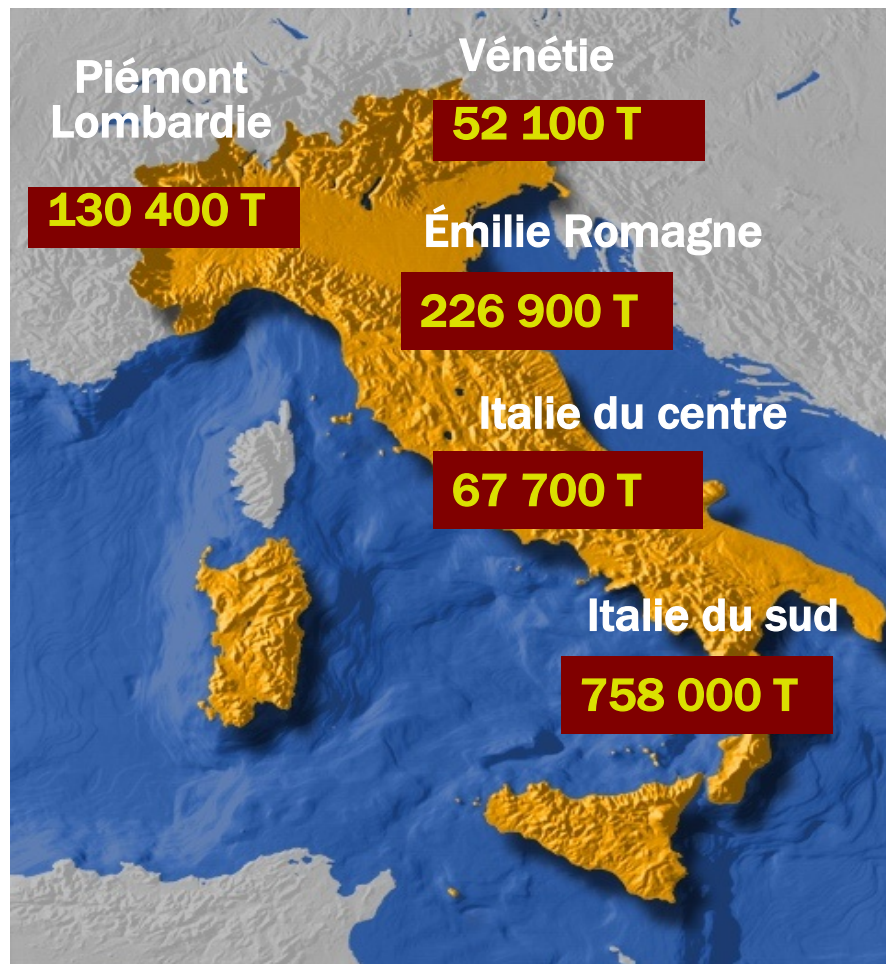 Piémont
Lombardie
130 400 T
Vénétie
52 100 T
Émilie Romagne
226 900 T
Italie du centre
67 700 T
Italie du sud
758 000 T